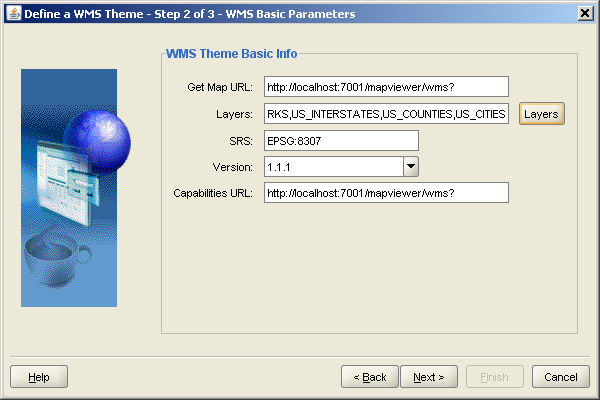 Define a WMS Theme - Step 2 of 3 - WMS Basic Parameters
WMS Theme Basic Info
Get Map URL: http://localhost:7001/mapviewer/wms?
Layers: RKS,US_INTERSTATES,US_COUNTIES,US_CITIES Layers
SRS: EPSG:8307
Version: 1.1.1
Capabilities URL: http://localhost:7001/mapviewer/wms?
Help < Back Next > Finish Cancel